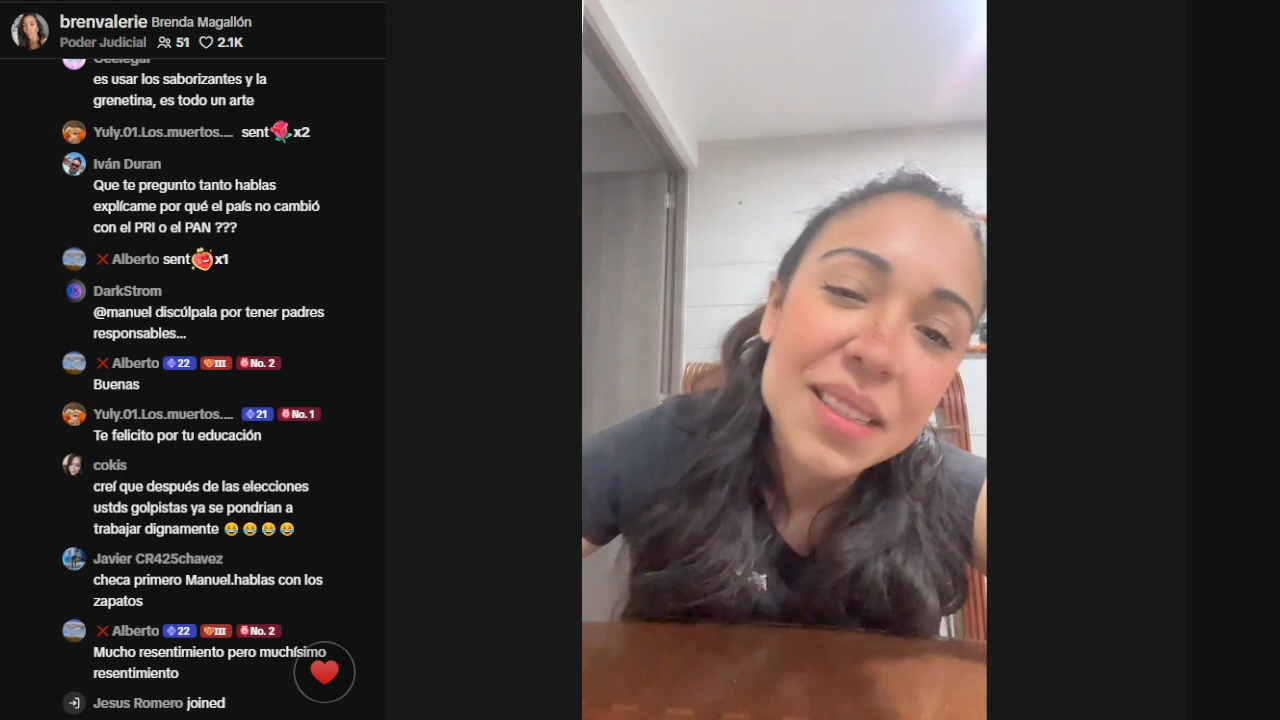 brenvalerie Brenda Magallón
Poder Judicial 51 2.1K
es usar los saborizantes y la
grenetina, es todo un arte
Yuly.01.Los.muertos.... sent x2
Iván Duran
Que te pregunto tanto hablas
explícame por qué el país no cambió
con el PRI o el PAN ???
Alberto sent x1
DarkStrom
@manuel discúlpala por tener padres
responsables...
Alberto 22 III No. 2
Buenas
Yuly.01.Los.muertos.... 21 No. 1
Te felicito por tu educación
cokis
creí que después de las elecciones
ustds golpistas ya se pondrian a
trabajar dignamente 😂 😂 😂 😂
Javier CR425chavez
checa primero Manuel.hablas con los
zapatos
Alberto 22 III No. 2
Mucho resentimiento pero muchísimo
resentimiento
Jesus Romero joined